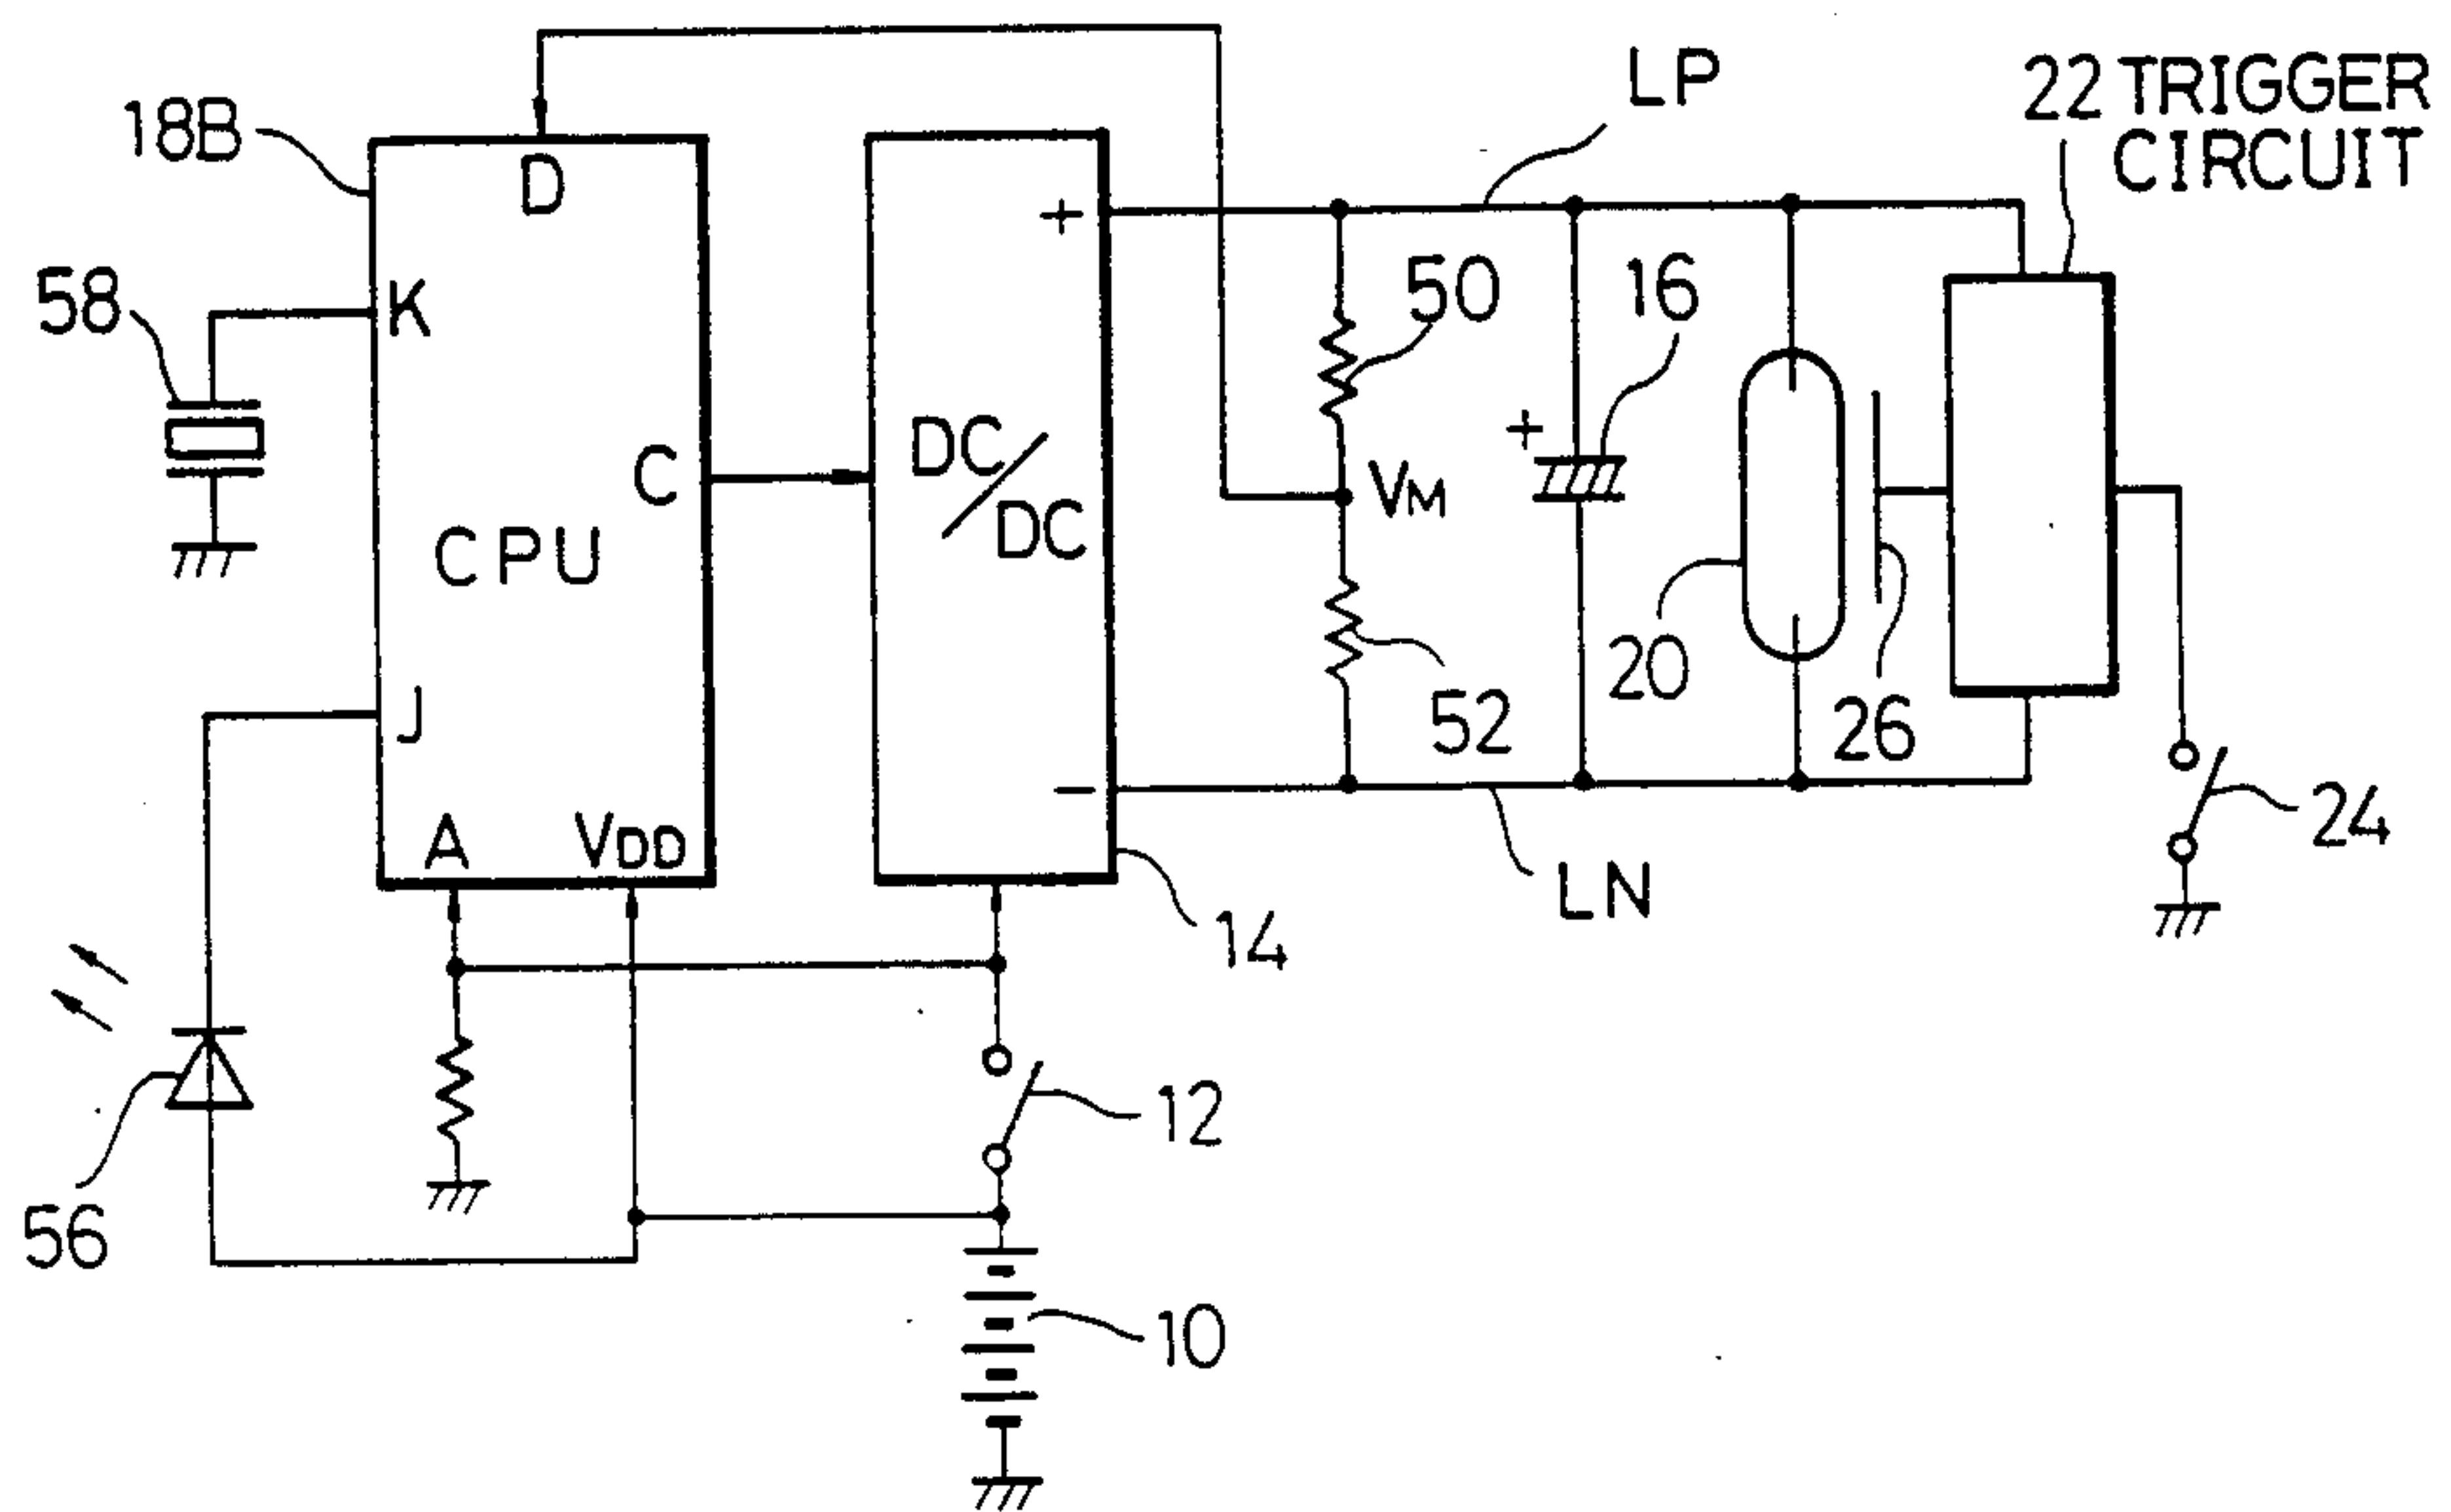 LP
22 TRIGGER
CIRCUIT
18B
D
+
58
K
50
16
+
DC/DC
C
VM
CPU
20
26
52
J
24
A
VDD
−
LN
14
12
56
10